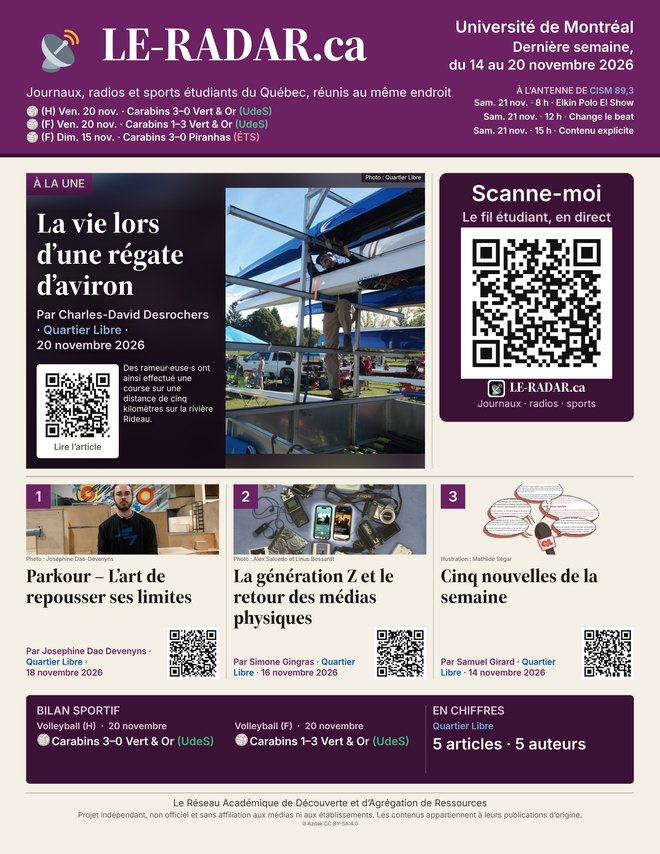 LE-RADAR.ca
Université de Montréal
Dernière semaine,
du 14 au 20 novembre 2026
Journaux, radios et sports étudiants du Québec, réunis au même endroit
(H) Ven. 20 nov. · Carabins 3–0 Vert & Or (UdeS)
(F) Ven. 20 nov. · Carabins 1–3 Vert & Or (UdeS)
(F) Dim. 15 nov. · Carabins 3–0 Piranhas (ÉTS)
À L'ANTENNE DE CISM 89,3
Sam. 21 nov. · 8 h · Elkin Polo El Show
Sam. 21 nov. · 12 h · Change le beat
Sam. 21 nov. · 15 h · Contenu explicite
À LA UNE
Photo : Quartier Libre
La vie lors
d'une régate
d'aviron
Par Charles-David Desrochers
· Quartier Libre ·
20 novembre 2026
Lire l'article
Des rameur·euse·s ont
ainsi effectué une
course sur une
distance de cinq
kilomètres sur la rivière
Rideau.
Scanne-moi
Le fil étudiant, en direct
LE-RADAR.ca
Journaux · radios · sports
1
Photo : Joséphine Dao-Devenyns
Parkour – L'art de
repousser ses limites
Par Josephine Dao Devenyns ·
Quartier Libre ·
18 novembre 2026
2
Photo : Alex Salcedo et Linus Bossardt
La génération Z et le
retour des médias
physiques
Par Simone Gingras · Quartier
Libre · 16 novembre 2026
3
Illustration : Mathilde Ségar
Cinq nouvelles de la
semaine
Par Samuel Girard · Quartier
Libre · 14 novembre 2026
BILAN SPORTIF
Volleyball (H) · 20 novembre
Carabins 3–0 Vert & Or (UdeS)
Volleyball (F) · 20 novembre
Carabins 1–3 Vert & Or (UdeS)
EN CHIFFRES
Quartier Libre
5 articles · 5 auteurs
Le Réseau Académique de Découverte et d'Agrégation de Ressources
Projet indépendant, non officiel et sans affiliation aux médias ni aux établissements. Les contenus appartiennent à leurs publications d'origine.
Azdak CC BY-SA 4.0